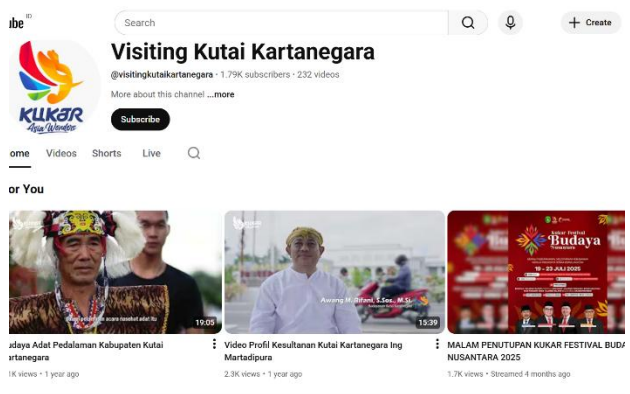 ube ID
Search
Create
Visiting Kutai Kartanegara
@visitingkutaikartanegara • 1.79K subscribers • 232 videos
More about this channel ...more
KUKAR
Asia Wonders
Subscribe
ome Videos Shorts Live
or You
19:05
Awang M. Rifani, S.Sos., M.Si.
15:39
Kukar Festival
Budaya
19 - 23 JULI 2025
udaya Adat Pedalaman Kabupaten Kutai
artanegara
1K views • 1 year ago
Video Profil Kesultanan Kutai Kartanegara Ing
Martadipura
2.3K views • 1 year ago
MALAM PENUTUPAN KUKAR FESTIVAL BUDA
NUSANTARA 2025
1.7K views • Streamed 4 months ago